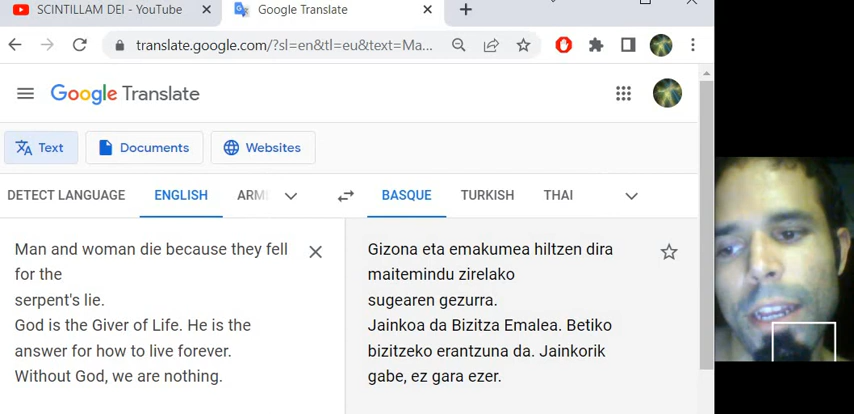 SCINTILLAM DEI - YouTube
Google Translate
translate.google.com/?sl=en&tl=eu&text=Ma...
Google Translate
Text
Documents
Websites
DETECT LANGUAGE
ENGLISH
ARM
BASQUE
TURKISH
THAI
Man and woman die because they fell
for the
serpent's lie.
God is the Giver of Life. He is the
answer for how to live forever.
Without God, we are nothing.
Gizona eta emakumea hiltzen dira
maitemindu zirelako
sugearen gezurra.
Jainkoa da Bizitza Emalea. Betiko
bizitzeko erantzuna da. Jainkorik
gabe, ez gara ezer.